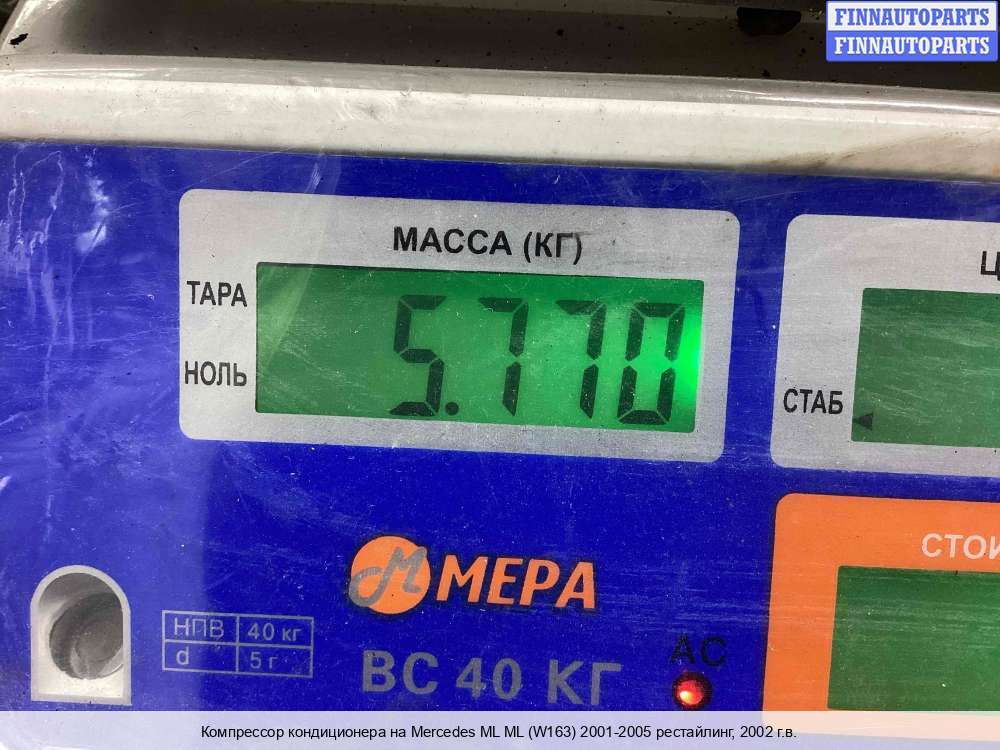 FINNAUTOPARTS
FINNAUTOPARTS
МАССА (КГ)
ТАРА
5.770
НОЛЬ
СТАБ
МЕРА
НПВ 40 кг
d 5 г
ВС 40 КГ
AC
Компрессор кондиционера на Mercedes ML ML (W163) 2001-2005 рестайлинг, 2002 г.в.